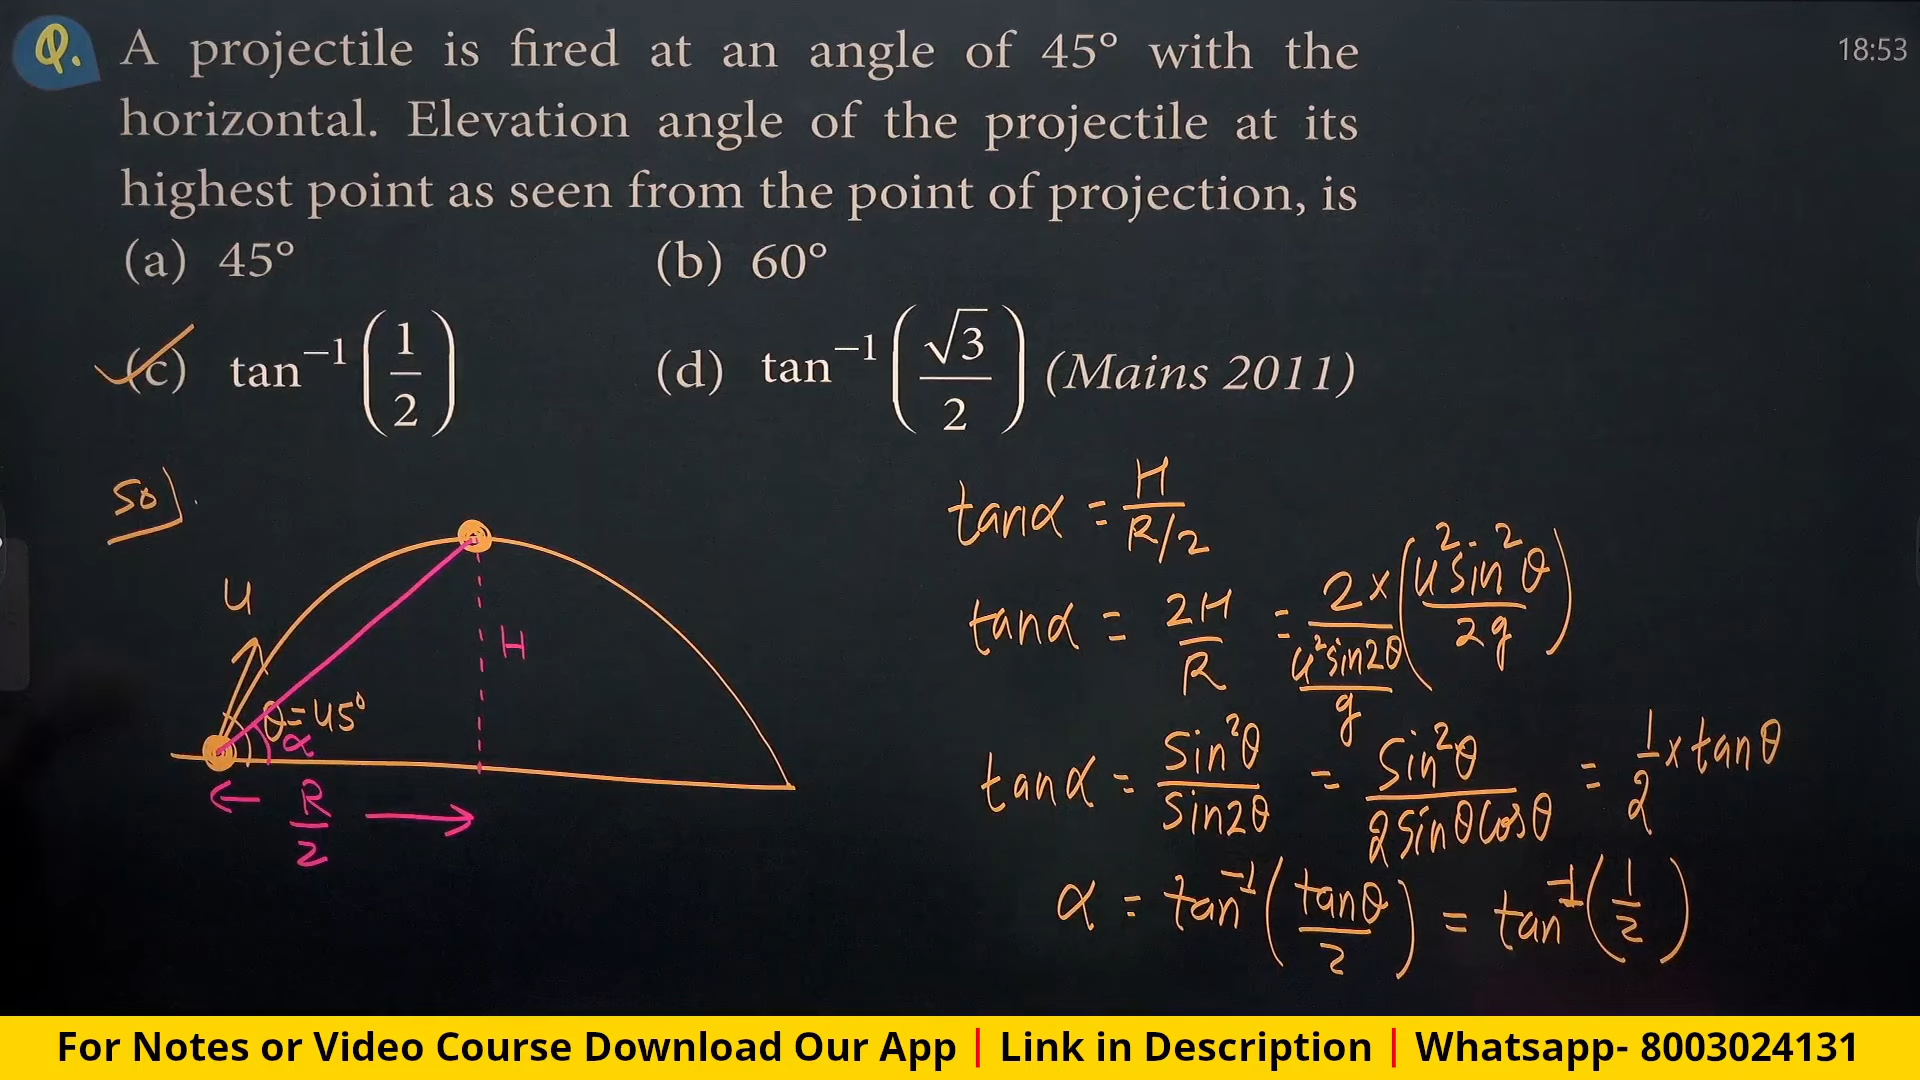 Q. A projectile is fired at an angle of 45° with the
18:53
horizontal. Elevation angle of the projectile at its
highest point as seen from the point of projection, is
(a) 45° (b) 60°
(c) tan⁻¹(1/2) (d) tan⁻¹(√3/2) (Mains 2011)
Sol.
u
θ=45°
α
H
R/2
tanα = H/(R/2)
tanα = 2H/R = 2×(u²sin²θ/2g)/(u²sin2θ/g)
tanα = Sin²θ/Sin2θ = Sin²θ/2SinθCosθ = 1/2 × tanθ
α = tan⁻¹(tanθ/2) = tan⁻¹(1/2)
For Notes or Video Course Download Our App | Link in Description | Whatsapp- 8003024131